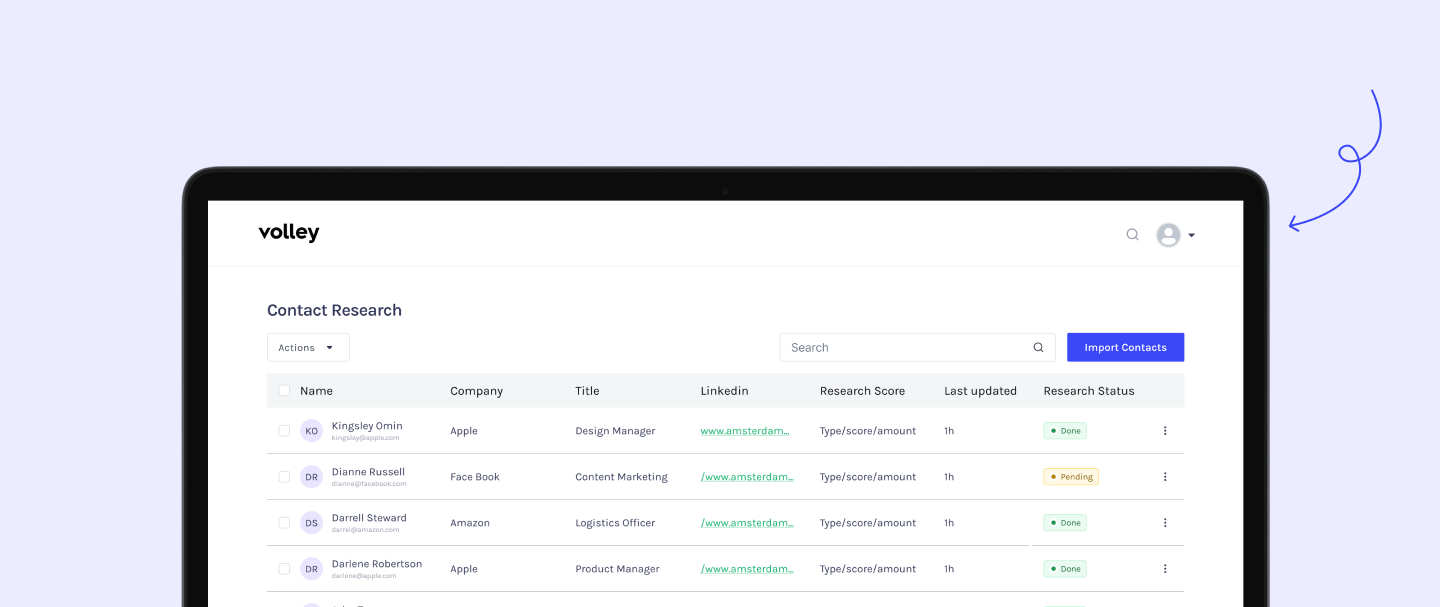 volley
Contact Research
Actions
Search
Import Contacts
Name Company Title Linkedin Research Score Last updated Research Status
KO Kingsley Omin Apple Design Manager www.amsterdam... Type/score/amount 1h Done
kingsley@apple.com
DR Dianne Russell Face Book Content Marketing /www.amsterdam... Type/score/amount 1h Pending
dianne@facebook.com
DS Darrell Steward Amazon Logistics Officer /www.amsterdam... Type/score/amount 1h Done
darrel@amazon.com
DR Darlene Robertson Apple Product Manager /www.amsterdam... Type/score/amount 1h Done
darlene@apple.com